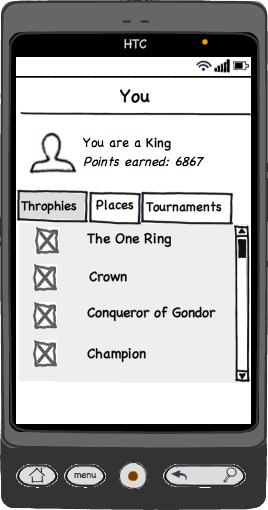 HTC
You
You are a King
Points earned: 6867
Throphies
Places
Tournaments
The One Ring
Crown
Conqueror of Gondor
Champion
menu